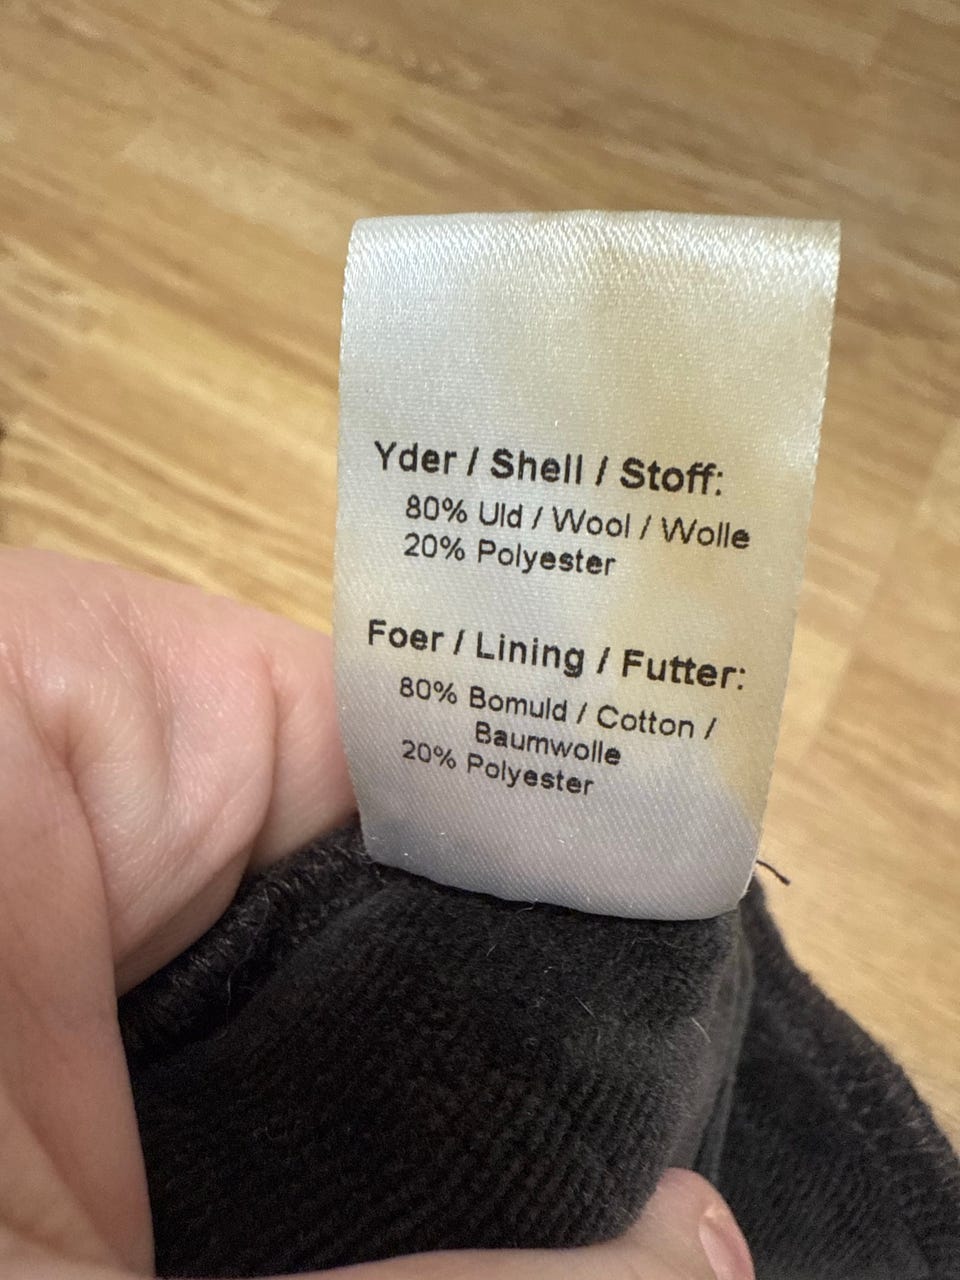 Yder / Shell / Stoff:
80% Uld / Wool / Wolle
20% Polyester
Foer / Lining / Futter:
80% Bomuld / Cotton /
Baumwolle
20% Polyester